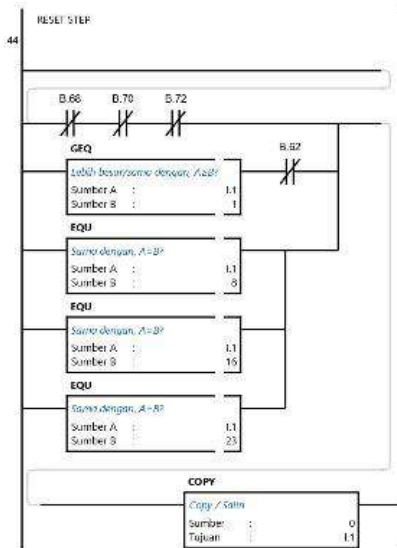 RESET STEP
44
B.68 B.70 B.72
GEQ
B.62
Lebih besar/sama dengan, A≥B?
Sumber A : I.1
Sumber B : 1
EQU
Sama dengan, A=B?
Sumber A : I.1
Sumber B : 8
EQU
Sama dengan, A=B?
Sumber A : I.1
Sumber B : 16
EQU
Sama dengan, A=B?
Sumber A : I.1
Sumber B : 23
COPY
Copy / Salin
Sumber : 0
Tujuan : I.1